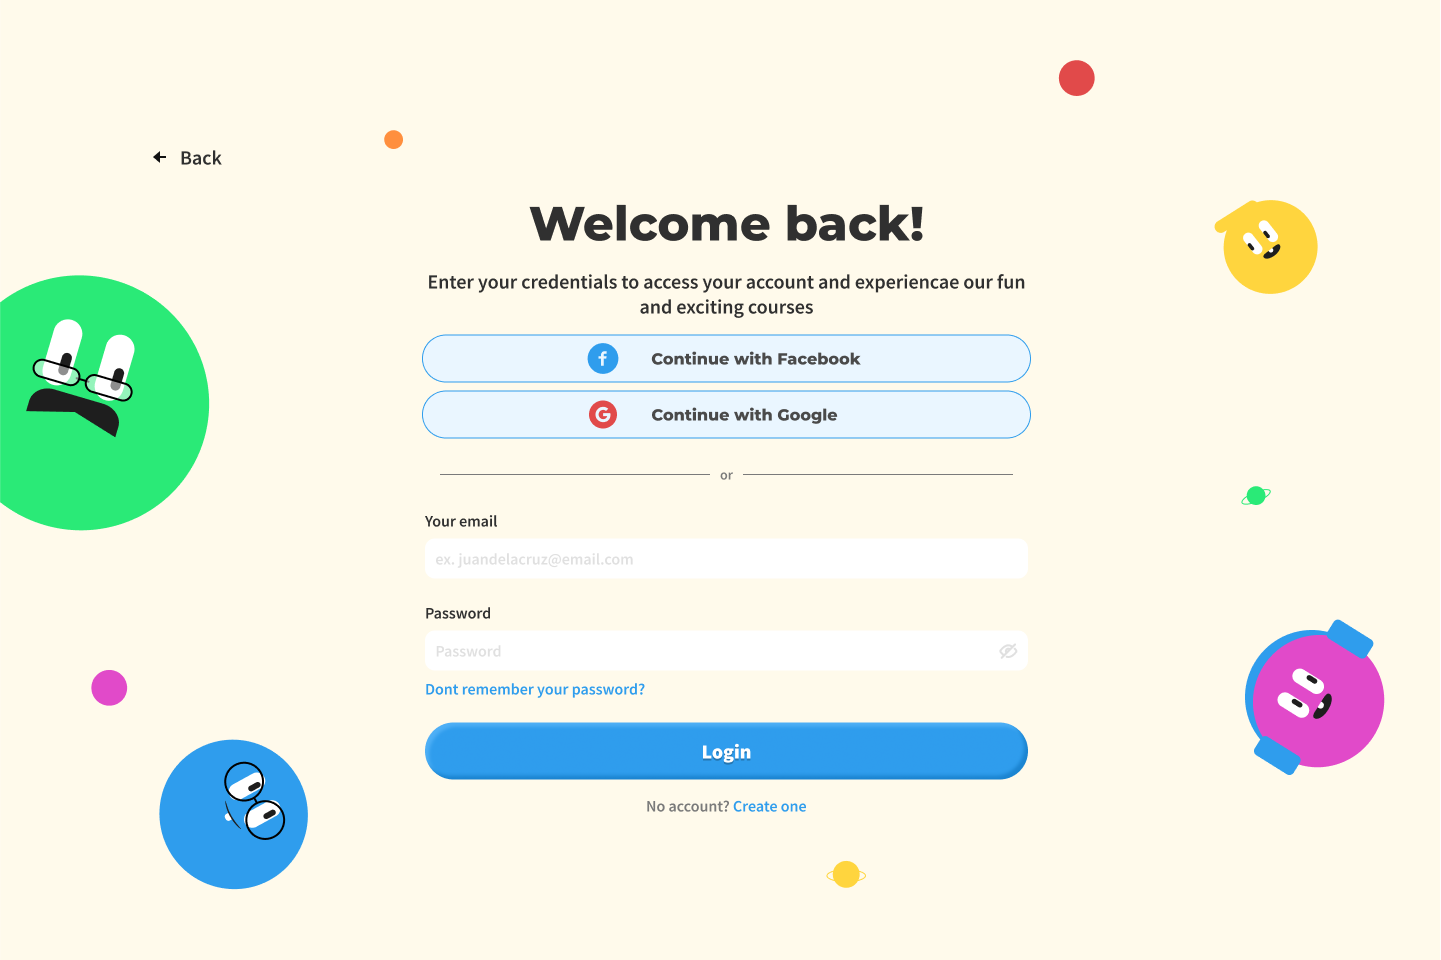 Back
Welcome back!
Enter your credentials to access your account and experiencae our fun
and exciting courses
Continue with Facebook
Continue with Google
or
Your email
ex. juandelacruz@email.com
Password
Password
Dont remember your password?
Login
No account? Create one